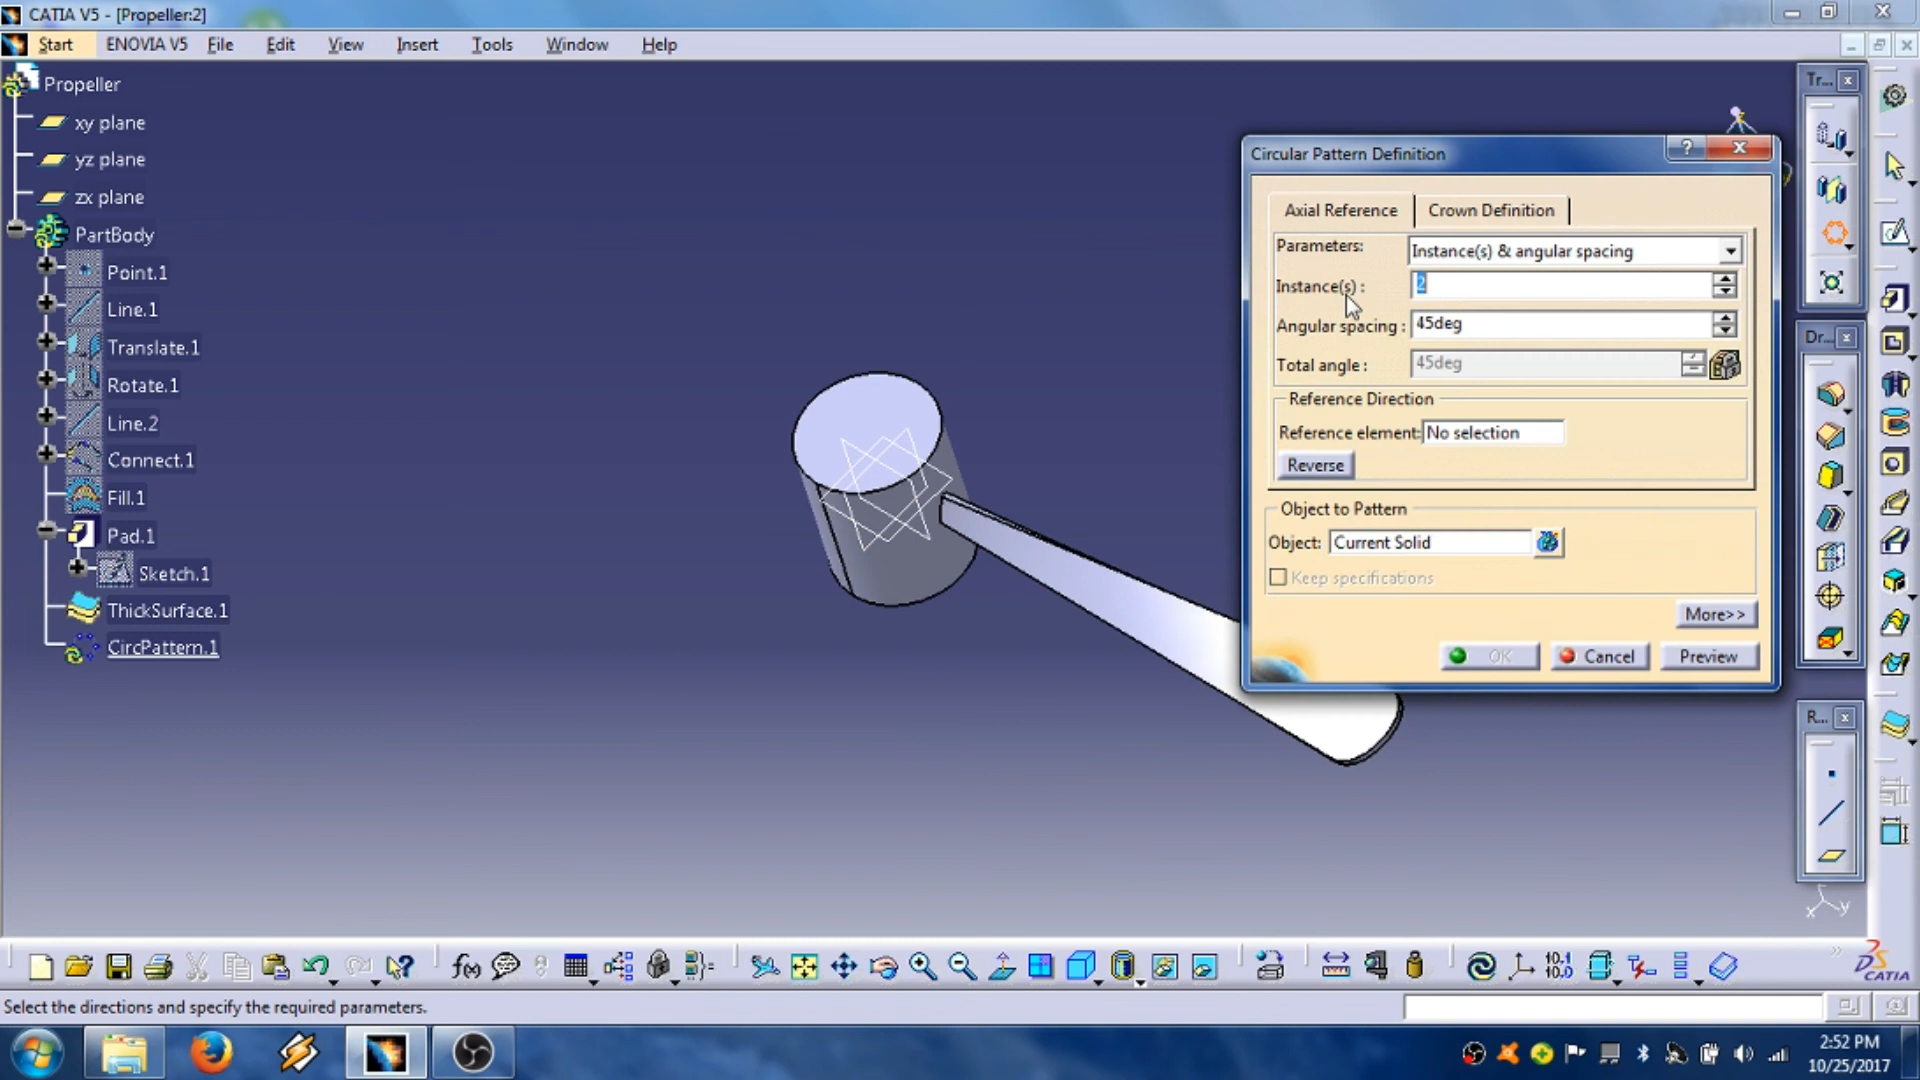 CATIA V5 - [Propeller:2]
Start ENOVIA V5 File Edit View Insert Tools Window Help
Propeller
xy plane
yz plane
zx plane
PartBody
Point.1
Line.1
Translate.1
Rotate.1
Line.2
Connect.1
Fill.1
Pad.1
Sketch.1
ThickSurface.1
CircPattern.1
Circular Pattern Definition
Axial Reference Crown Definition
Parameters: Instance(s) & angular spacing
Instance(s) : 2
Angular spacing : 45deg
Total angle : 45deg
Reference Direction
Reference element: No selection
Reverse
Object to Pattern
Object: Current Solid
Keep specifications
More>>
OK Cancel Preview
Tr...
Dr...
R...
x y
f(x)
10.1
10.0
DS CATIA
Select the directions and specify the required parameters.
2:52 PM
10/25/2017